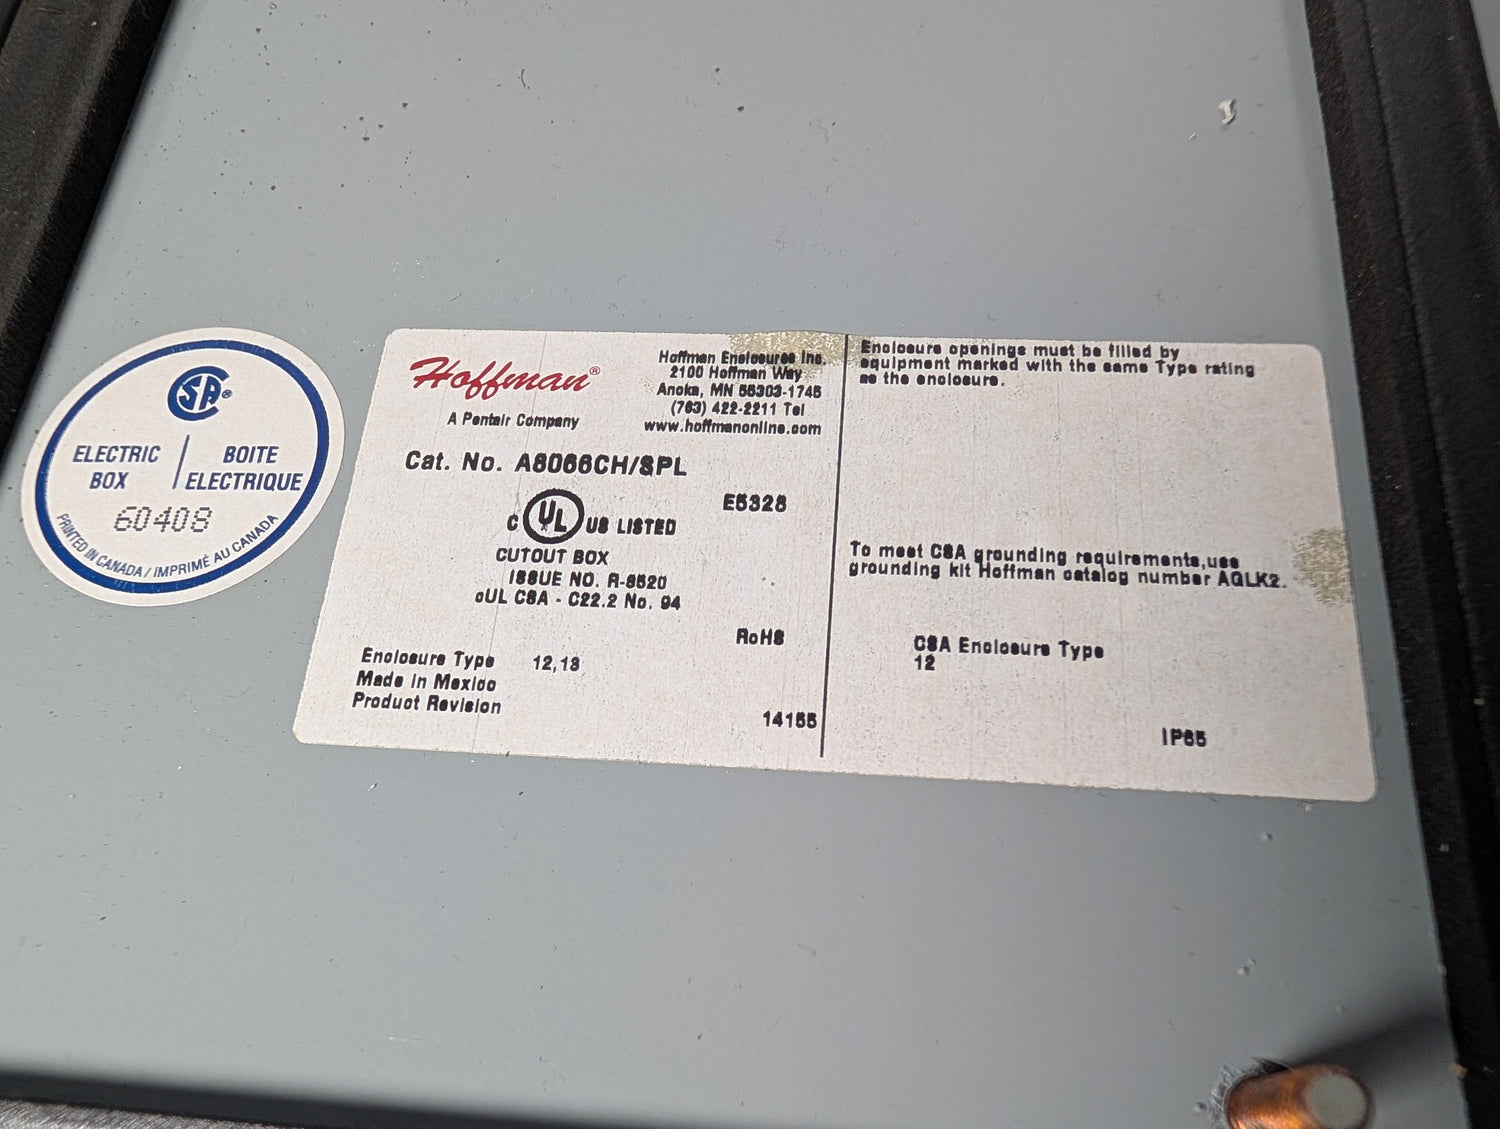 CSA®
ELECTRIC BOX
BOITE ELECTRIQUE
60408
PRINTED IN CANADA / IMPRIMÉ AU CANADA
Hoffman®
A Pentair Company
Hoffman Enclosures Inc.
2100 Hoffman Way
Anoka, MN 55303-1745
(763) 422-2211 Tel
www.hoffmanonline.com
Cat. No. A8066CH/SPL
E5328
C UL US LISTED
CUTOUT BOX
ISSUE NO. R-8520
cUL CSA - C22.2 No. 94
RoHS
Enclosure Type 12,13
Made in Mexico
Product Revision
14155
Enclosure openings must be filled by
equipment marked with the same Type rating
as the enclosure.
To meet CSA grounding requirements,use
grounding kit Hoffman catalog number AGLK2.
CSA Enclosure Type
12
IP65